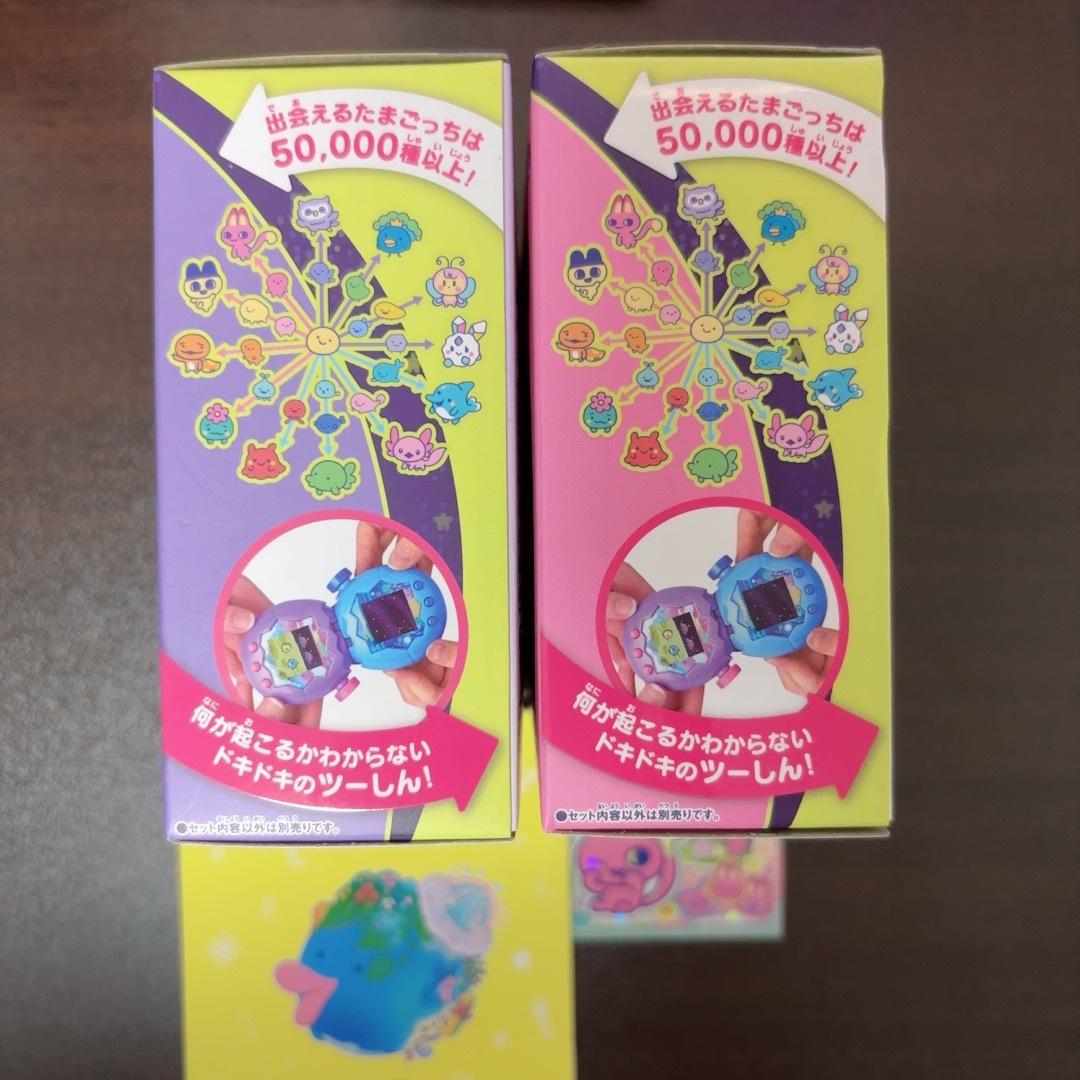 出会えるたまごっちは
50,000種以上!
何が起こるかわからない
ドキドキのツーしん!
●セット内容以外は別売りです。
出会えるたまごっちは
50,000種以上!
何が起こるかわからない
ドキドキのツーしん!
●セット内容以外は別売りです。